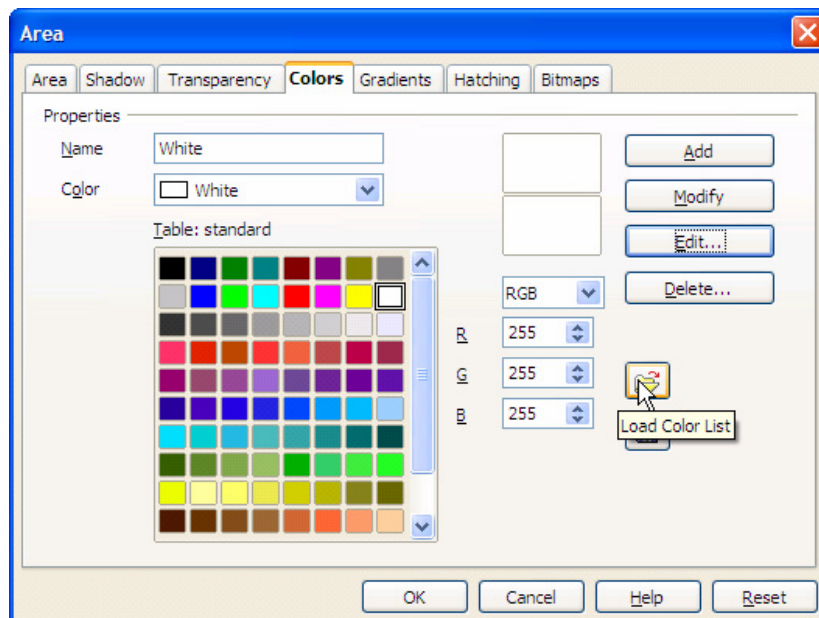 Area
Area Shadow Transparency Colors Gradients Hatching Bitmaps
Properties
Name White Add
Color White Modify
Table: standard Edit...
RGB Delete...
R 255
G 255
B 255
Load Color List
OK Cancel Help Reset